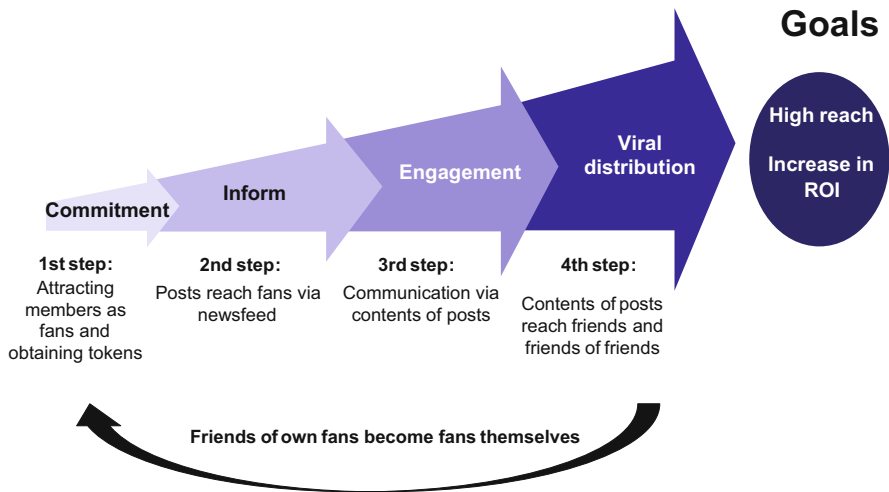 Goals
High reach
Increase in
ROI
Viral
distribution
Engagement
Inform
Commitment
1st step:
Attracting
members as
fans and
obtaining tokens
2nd step:
Posts reach fans via
newsfeed
3rd step:
Communication via
contents of posts
4th step:
Contents of posts
reach friends and
friends of friends
Friends of own fans become fans themselves